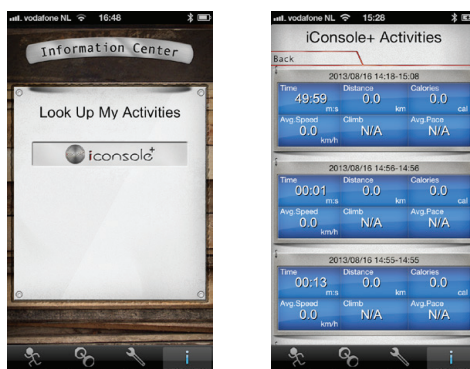 vodafone NL 16:48
Information Center
Look Up My Activities
iconsole+
i
vodafone NL 15:28
iConsole+ Activities
Back
2013/08/16 14:18-15:08
Time Distance Calories
49:59 0.0 0.0
m:s km cal
Avg.Speed Climb Avg.Pace
0.0 N/A N/A
km/h
2013/08/16 14:56-14:56
Time Distance Calories
00:01 0.0 0.0
m:s km cal
Avg.Speed Climb Avg.Pace
0.0 N/A N/A
km/h
2013/08/16 14:55-14:55
Time Distance Calories
00:13 0.0 0.0
m:s km cal
Avg.Speed Climb Avg.Pace
0.0 N/A N/A
km/h
i